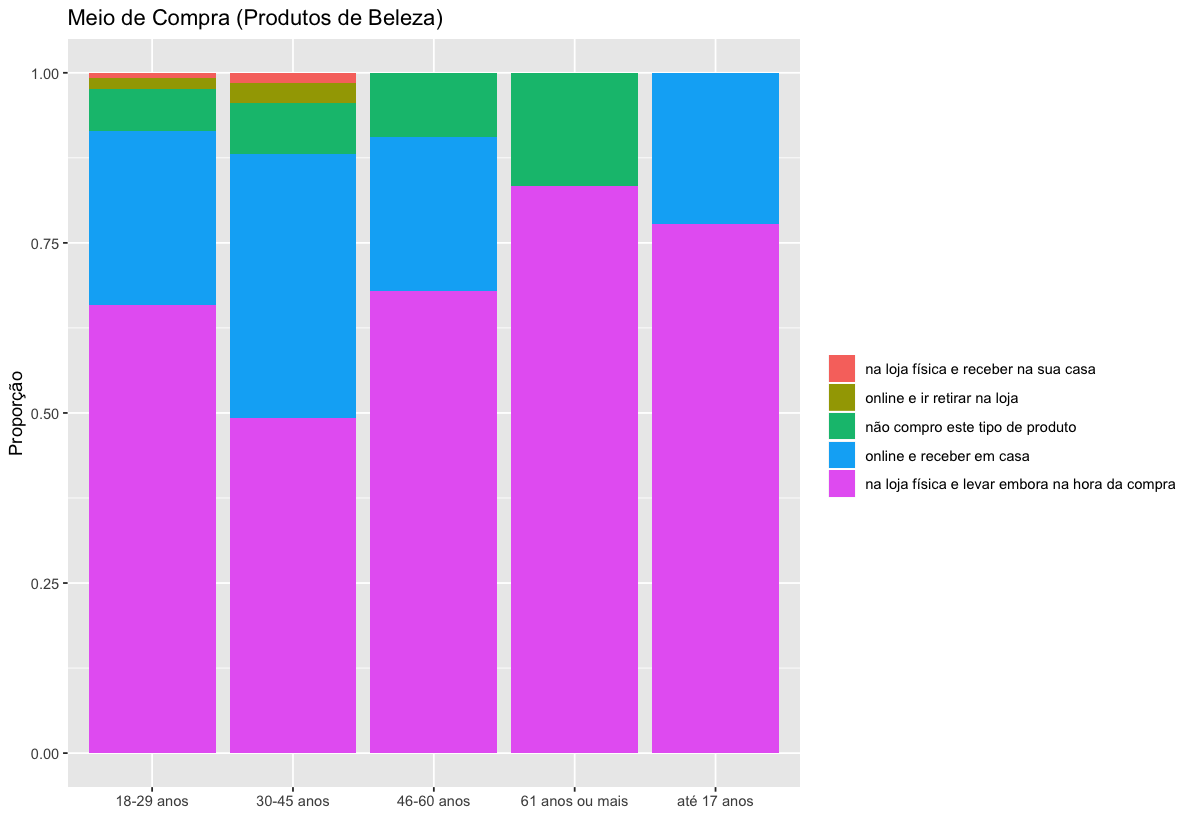 Meio de Compra (Produtos de Beleza)
1.00
0.75
0.50
0.25
0.00
Proporção
18-29 anos
30-45 anos
46-60 anos
61 anos ou mais
até 17 anos
na loja física e receber na sua casa
online e ir retirar na loja
não compro este tipo de produto
online e receber em casa
na loja física e levar embora na hora da compra